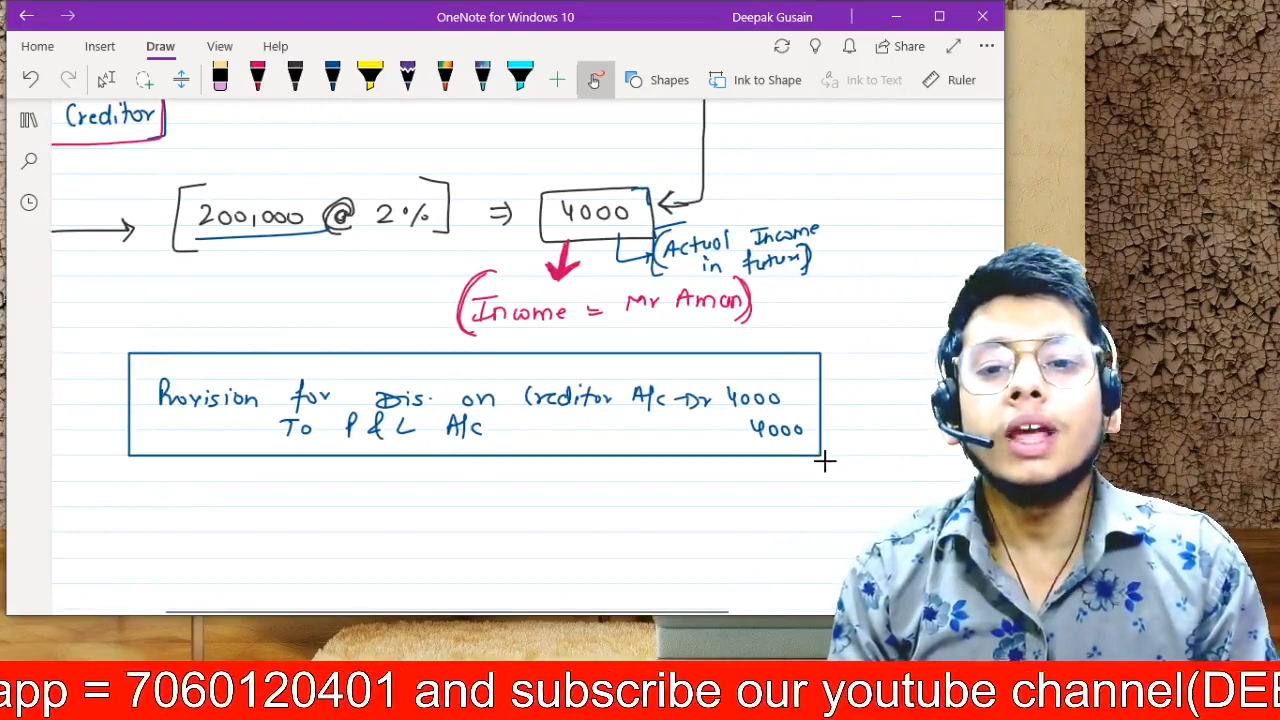 OneNote for Windows 10
Deepak Gusain
Home Insert Draw View Help
Share
Shapes
Ink to Shape
Ink to Text
Ruler
Creditor
[200,000 @ 2%] ⇒ 4000
(Actual Income
in future)
(Income = Mr Aman)
Provision for Dis. on Creditor A/c Dr 4000
To P & L A/c 4000
app = 7060120401 and subscribe our youtube channel(DEE